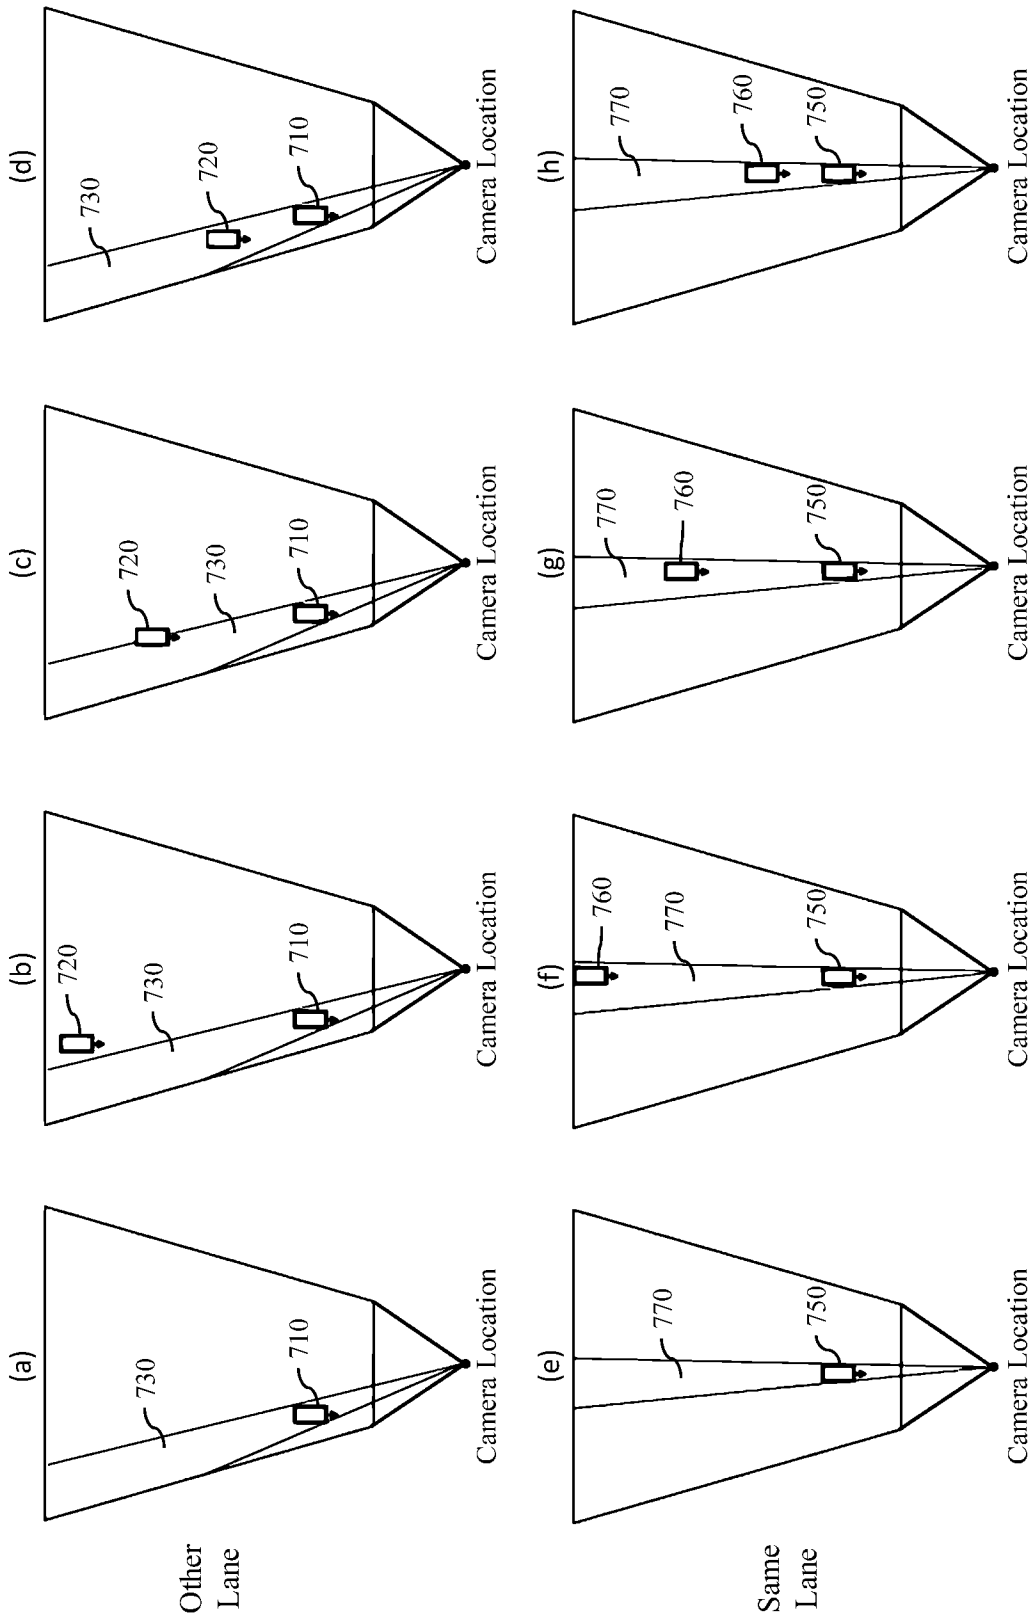 Other
Lane
(a)
730
710
Camera Location
(b)
720
730
710
Camera Location
(c)
720
730
710
Camera Location
(d)
730
720
710
Camera Location
Same
Lane
(e)
770
750
Camera Location
(f)
760
770
750
Camera Location
(g)
770
760
750
Camera Location
(h)
770
760
750
Camera Location